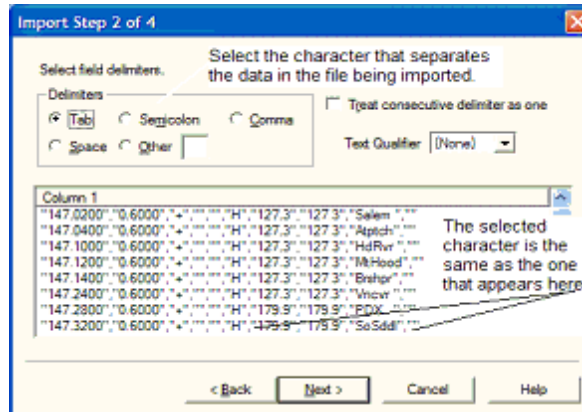 Import Step 2 of 4
Select field delimiters.
Select the character that separates
the data in the file being imported.
Delimiters
Tab
Semicolon
Comma
Space
Other
Treat consecutive delimiter as one
Text Qualifier
(None)
Column 1
"147.0200","0.6000","+","","","H","127.3","127.3","Salem ",""
"147.0400","0.6000","+","","","H","127.3","127.3","Atptch",""
"147.1000","0.6000","+","","","H","127.3","127.3","HdRvr ",""
"147.1200","0.6000","+","","","H","127.3","127.3","MtHood",""
"147.1400","0.6000","+","","","H","127.3","127.3","Brshpr",""
"147.2400","0.6000","+","","","H","127.3","127.3","Vncvr ",""
"147.2800","0.6000","+","","","H","179.9","179.9","PDX   ",""
"147.3200","0.6000","+","","","H","179.9","179.9","SoSddl",""
The selected
character is the
same as the one
that appears here
< Back
Next >
Cancel
Help